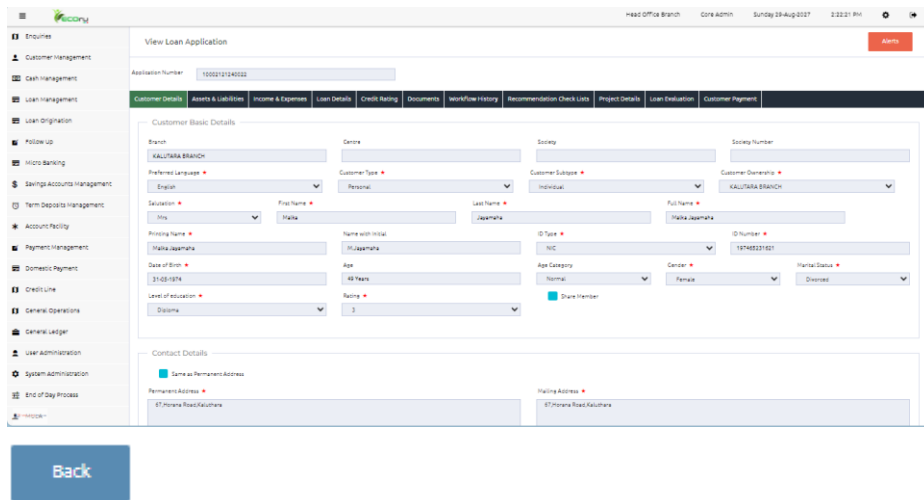 ecory Head Office Branch Core Admin Sunday 29-Aug-2027 2:22:21 PM
Enquiries
View Loan Application Alerts
Customer Management
Application Number 10002121240022
Cash Management
Loan Management
Customer Details Assets & Liabilities Income & Expenses Loan Details Credit Rating Documents Workflow History Recommendation Check Lists Project Details Loan Evaluation Customer Payment
Loan Origination
Customer Basic Details
Follow Up
Branch Centre Society Society Number
KALUTARA BRANCH
Micro Banking
Preferred Language * Customer Type * Customer Subtype * Customer Ownership *
Savings Accounts Management
English Personal Individual KALUTARA BRANCH
Term Deposits Management
Salutation * First Name * Last Name * Full Name *
Mrs Malka Jayamaha Malka Jayamaha
Account Facility
Printing Name * Name with Initial ID Type * ID Number *
Payment Management
Malka Jayamaha M.Jayamaha NIC 197465231621
Domestic Payment
Date of Birth * Age Age Category Gender * Marital Status *
31-05-1974 49 Years Normal Female Divorced
Credit Line
Level of education * Rating * Share Member
General Operations
Diploma 3
General Ledger
User Administration
Contact Details
System Administration
Same as Permanent Address
End of Day Process
Permanent Address * Mailing Address *
67,Horana Road,Kaluthara 67,Horana Road,Kaluthara
Back